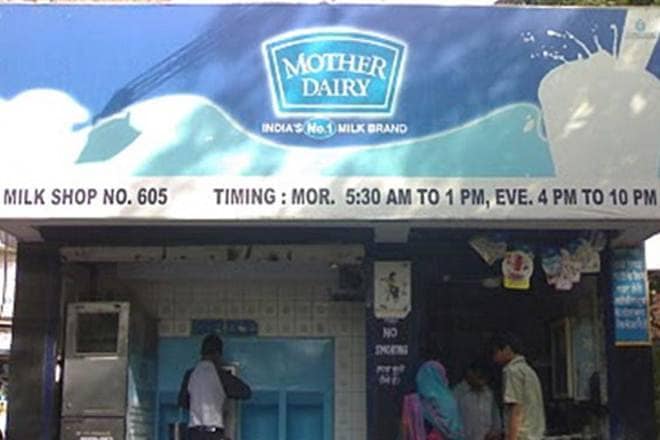 MOTHER
DAIRY
INDIA'S No.1 MILK BRAND
MILK SHOP NO. 605 TIMING : MOR. 5:30 AM TO 1 PM, EVE. 4 PM TO 10 PM
NO
SMOKING